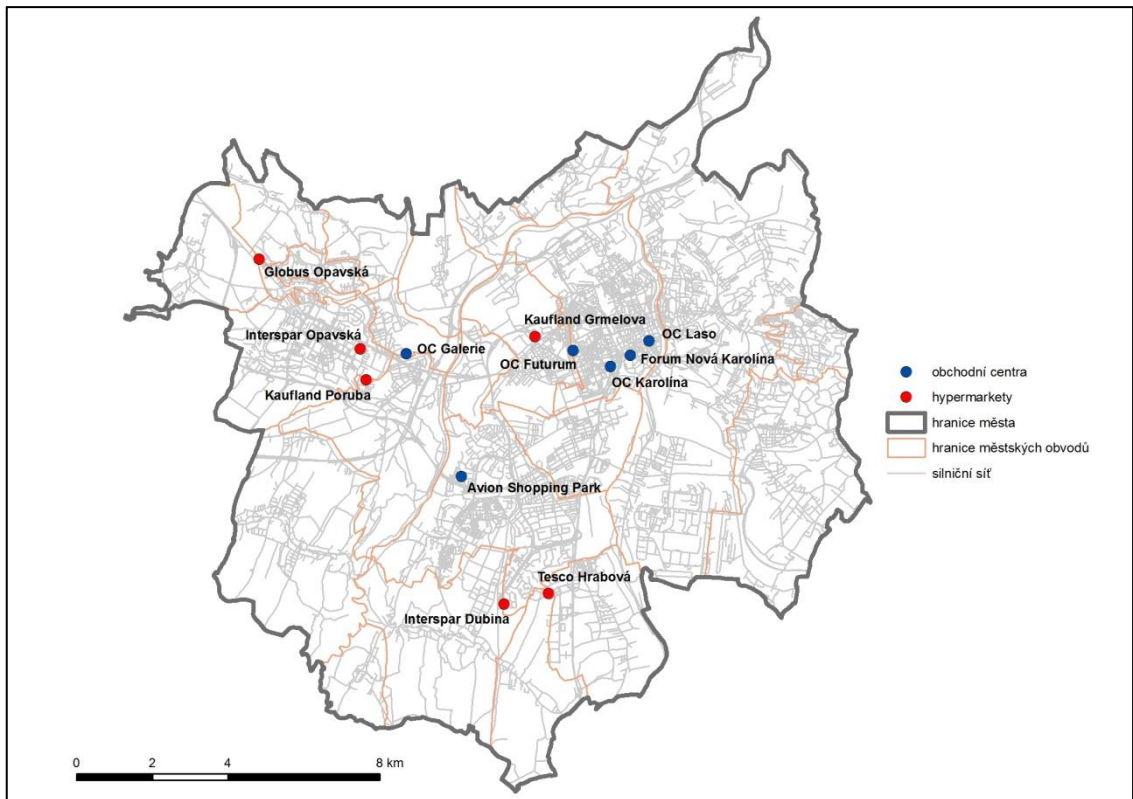 Globus Opavská
Kaufland Grmelova
Interspar Opavská
OC Laso
OC Galerie
OC Futurum
Forum Nová Karolína
OC Karolína
Kaufland Poruba
Avion Shopping Park
Tesco Hrabová
Interspar Dubina
obchodní centra
hypermarkety
hranice města
hranice městských obvodů
silniční síť
0 2 4 8 km